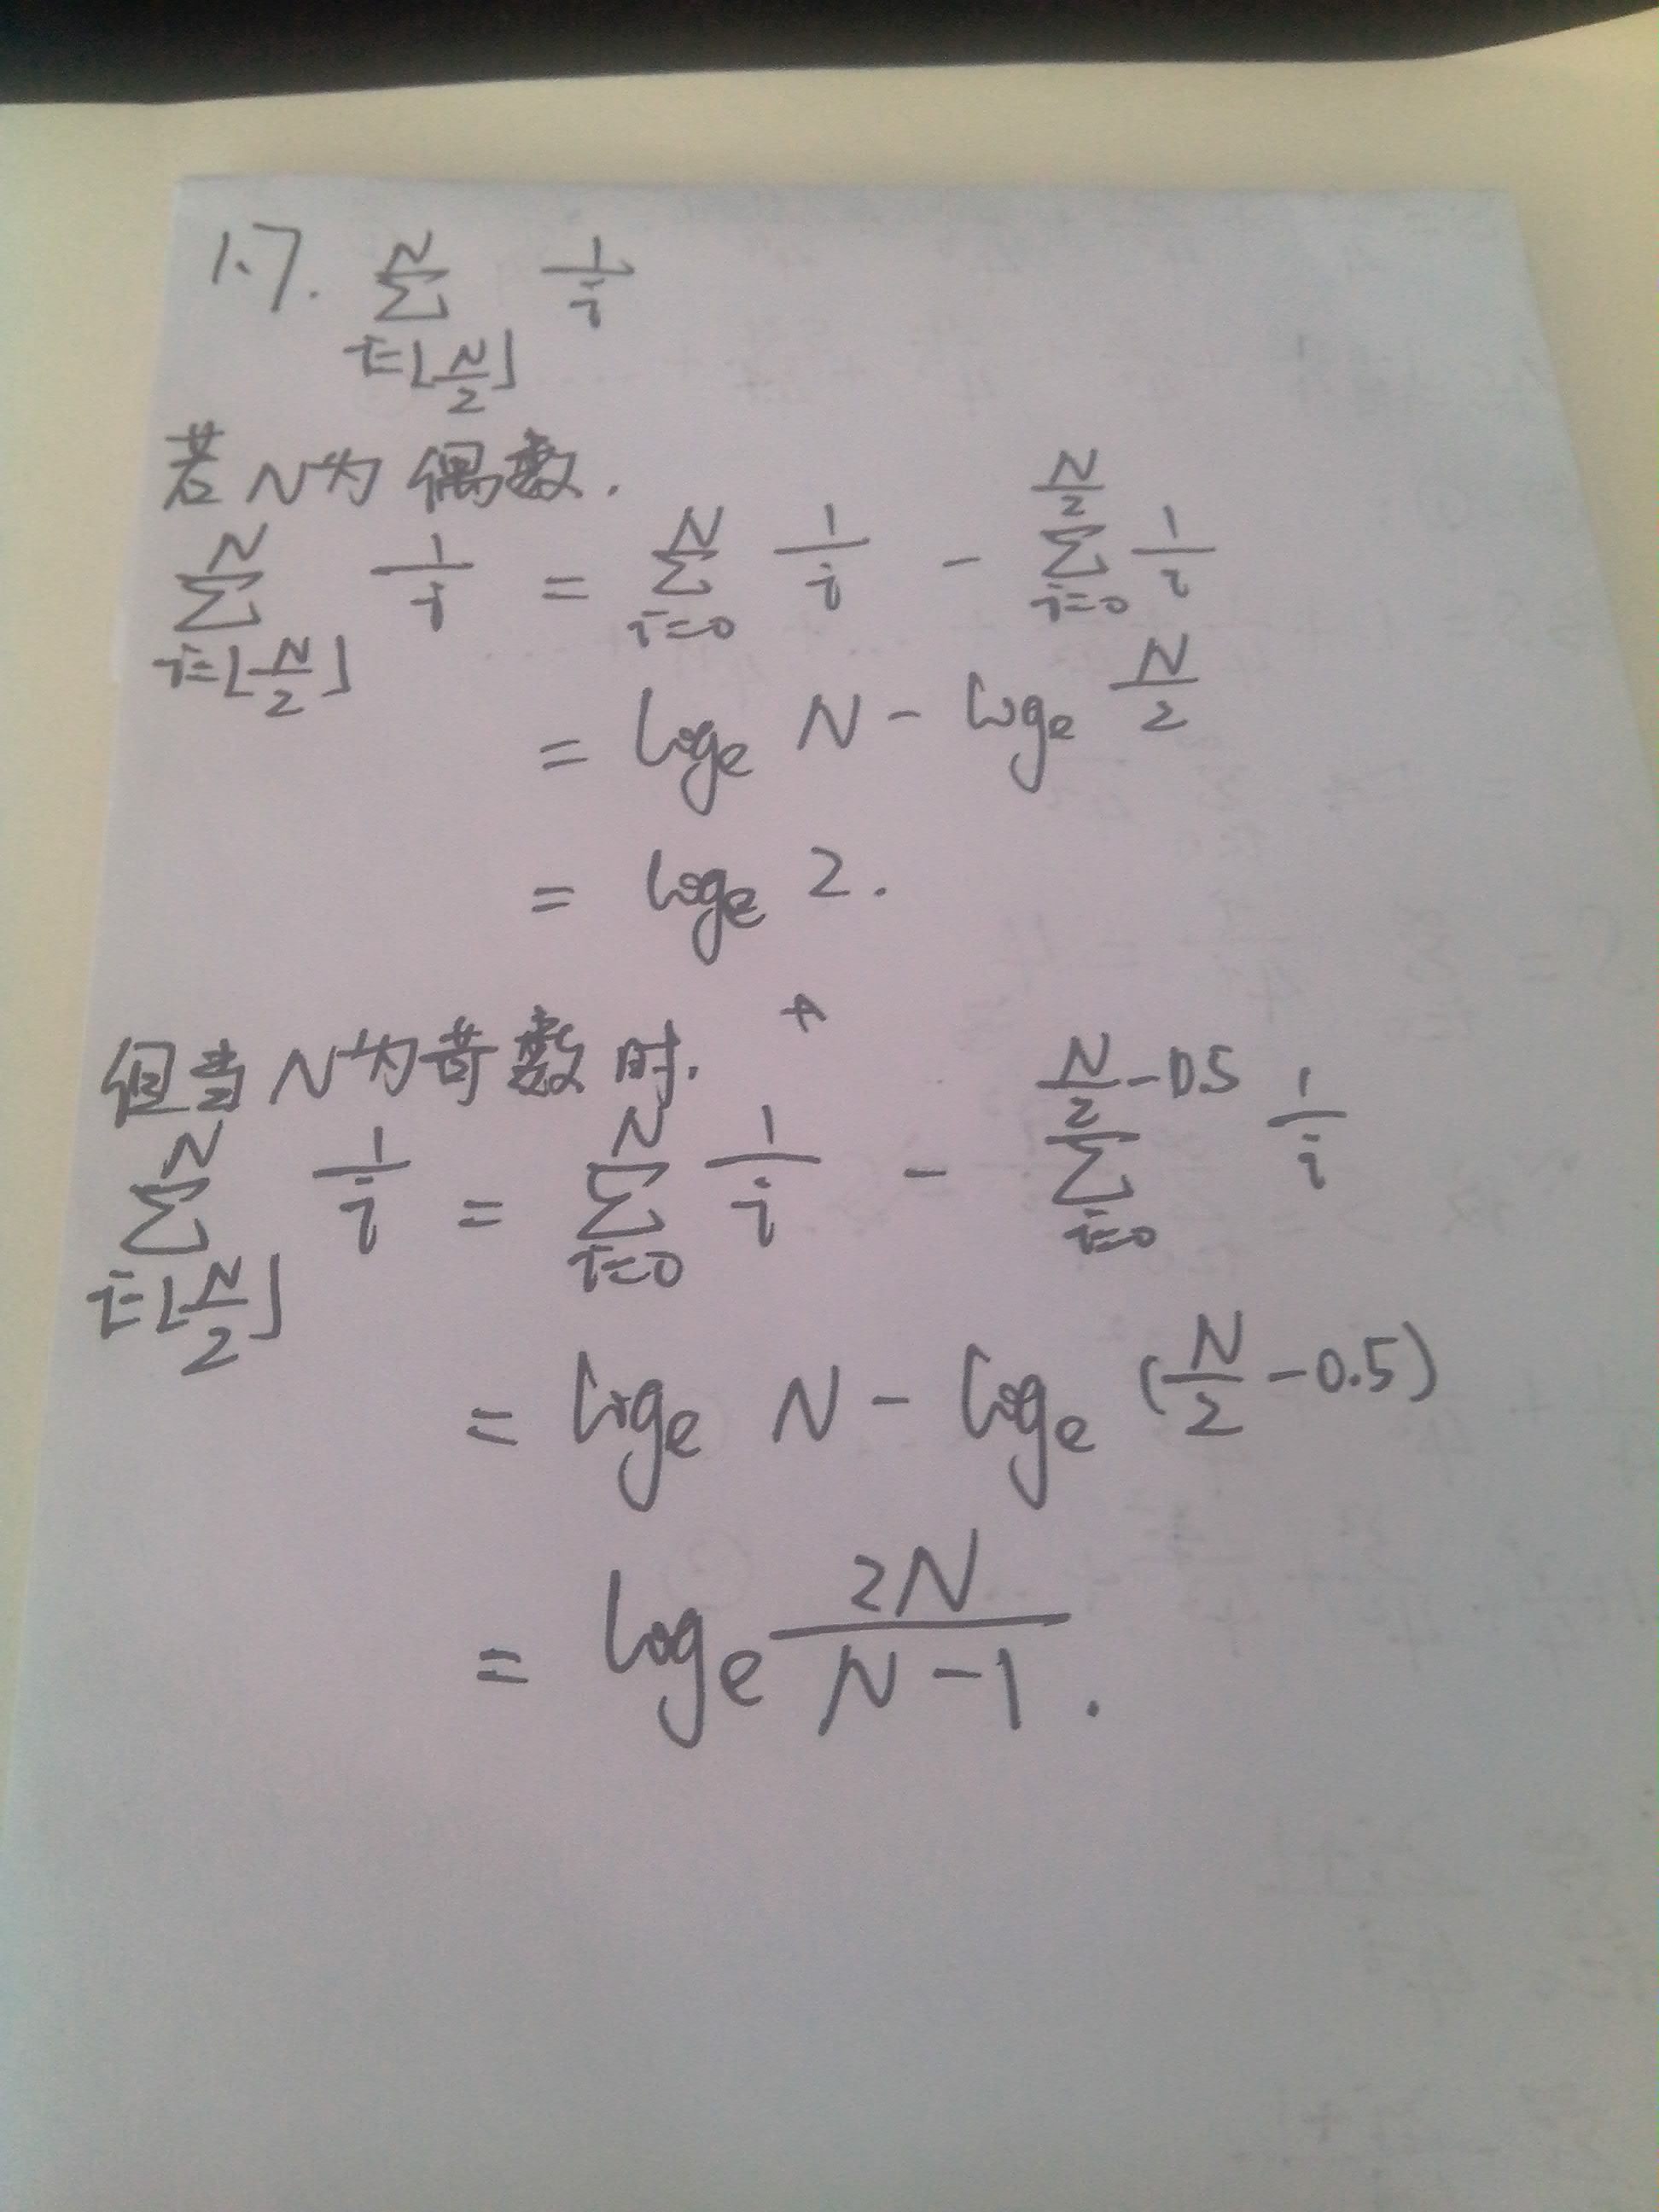 1.7. \sum_{i=\lfloor \frac{N}{2} \rfloor}^{N} \frac{1}{i}
若N为偶数.
\sum_{i=\lfloor \frac{N}{2} \rfloor}^{N} \frac{1}{i} = \sum_{i=0}^{N} \frac{1}{i} - \sum_{i=0}^{\frac{N}{2}} \frac{1}{i}
= log_e N - log_e \frac{N}{2}
= log_e 2.
但当N为奇数时.
\sum_{i=\lfloor \frac{N}{2} \rfloor}^{N} \frac{1}{i} = \sum_{i=0}^{N} \frac{1}{i} - \sum_{i=0}^{\frac{N}{2}-0.5} \frac{1}{i}
= log_e N - log_e (\frac{N}{2} - 0.5)
= log_e \frac{2N}{N-1}.